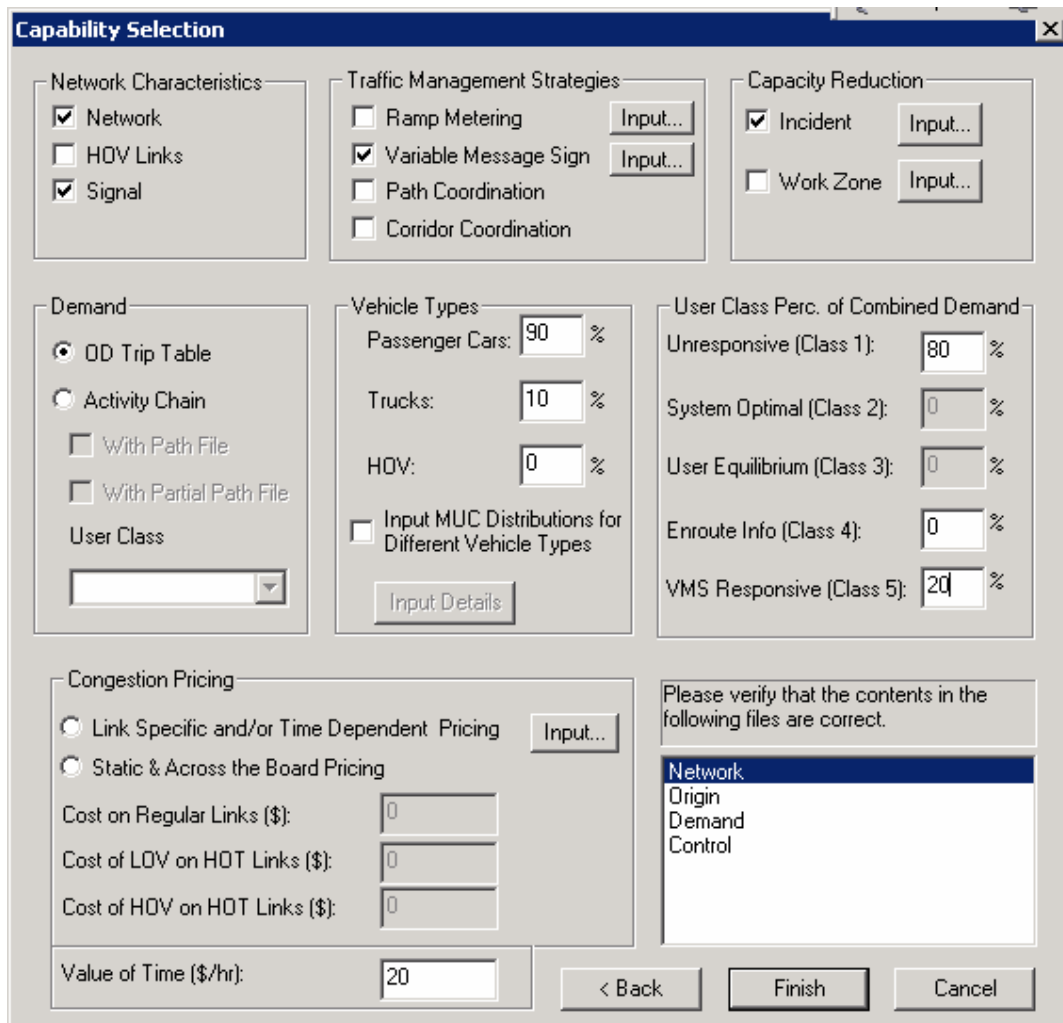 Capability Selection
Network Characteristics
Network
HOV Links
Signal
Traffic Management Strategies
Ramp Metering
Input...
Variable Message Sign
Input...
Path Coordination
Corridor Coordination
Capacity Reduction
Incident
Input...
Work Zone
Input...
Demand
OD Trip Table
Activity Chain
With Path File
With Partial Path File
User Class
Vehicle Types
Passenger Cars: 90 %
Trucks: 10 %
HOV: 0 %
Input MUC Distributions for
Different Vehicle Types
Input Details
User Class Perc. of Combined Demand
Unresponsive (Class 1): 80 %
System Optimal (Class 2): 0 %
User Equilibrium (Class 3): 0 %
Enroute Info (Class 4): 0 %
VMS Responsive (Class 5): 20 %
Congestion Pricing
Link Specific and/or Time Dependent Pricing
Input...
Static & Across the Board Pricing
Cost on Regular Links ($): 0
Cost of LOV on HOT Links ($): 0
Cost of HOV on HOT Links ($): 0
Value of Time ($/hr): 20
Please verify that the contents in the
following files are correct.
Network
Origin
Demand
Control
< Back
Finish
Cancel